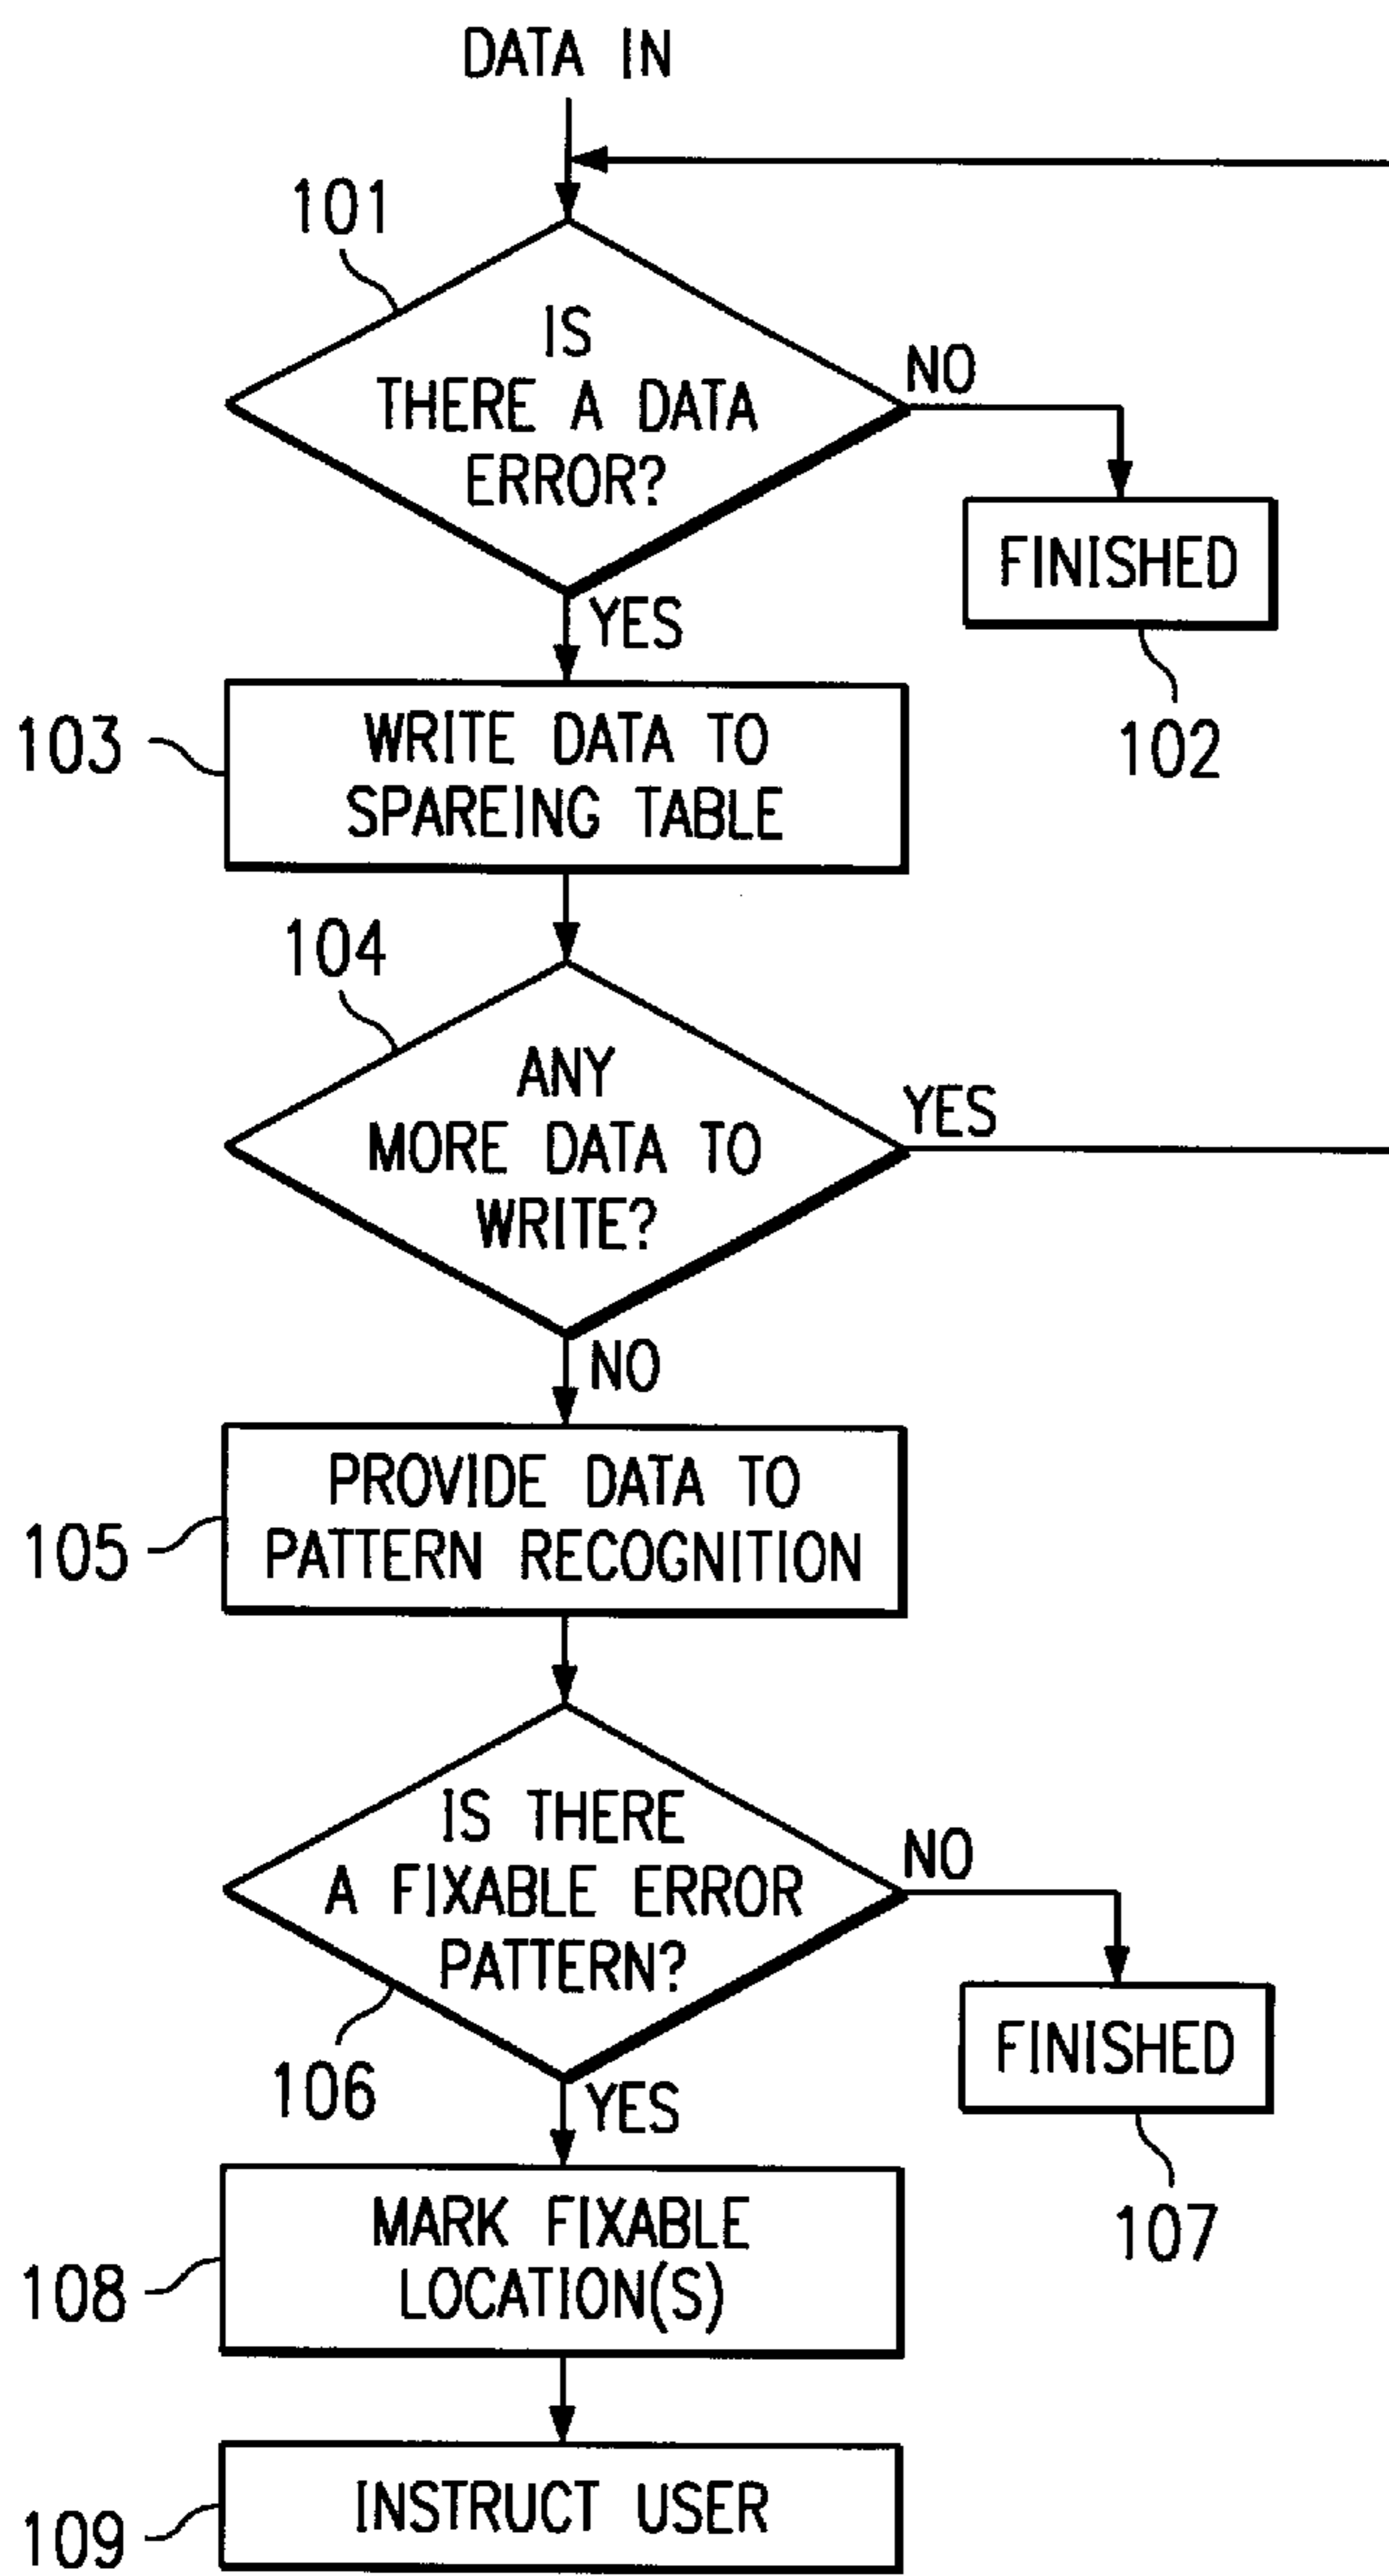 DATA IN
101
IS
THERE A DATA
ERROR?
NO
FINISHED
102
YES
103
WRITE DATA TO
SPAREING TABLE
104
ANY
MORE DATA TO
WRITE?
YES
NO
105
PROVIDE DATA TO
PATTERN RECOGNITION
IS THERE
A FIXABLE ERROR
PATTERN?
NO
106
FINISHED
107
YES
108
MARK FIXABLE
LOCATION(S)
109
INSTRUCT USER